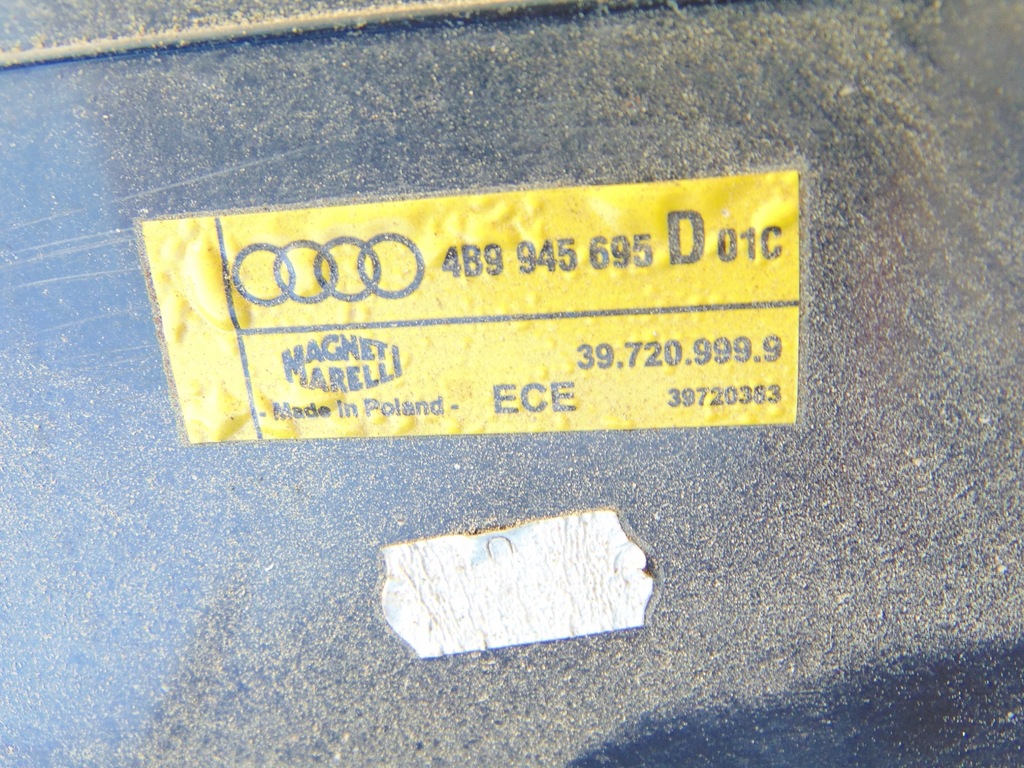 4B9 945 695 D 01C
MAGNETI MARELLI
39.720.999.9
- Made in Poland - ECE 39720383